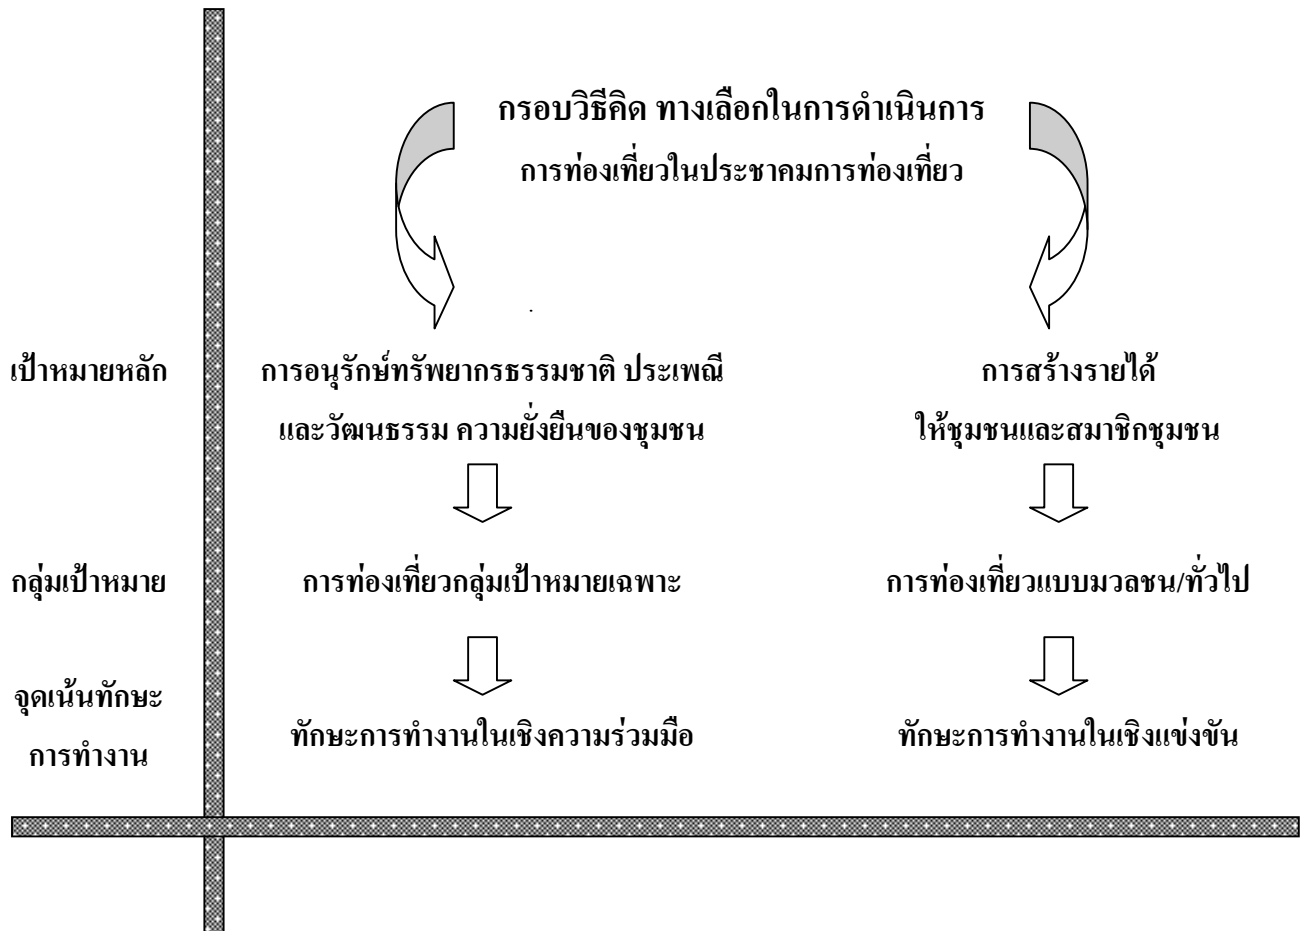 กรอบวิธีคิด ทางเลือกในการดำเนินการ
การท่องเที่ยวในประชาคมการท่องเที่ยว
เป้าหมายหลัก
การอนุรักษ์ทรัพยากรธรรมชาติ ประเพณี
และวัฒนธรรม ความยั่งยืนของชุมชน
การสร้างรายได้
ให้ชุมชนและสมาชิกชุมชน
กลุ่มเป้าหมาย
การท่องเที่ยวกลุ่มเป้าหมายเฉพาะ
การท่องเที่ยวแบบมวลชน/ทั่วไป
จุดเน้นทักษะ
การทำงาน
ทักษะการทำงานในเชิงความร่วมมือ
ทักษะการทำงานในเชิงแข่งขัน